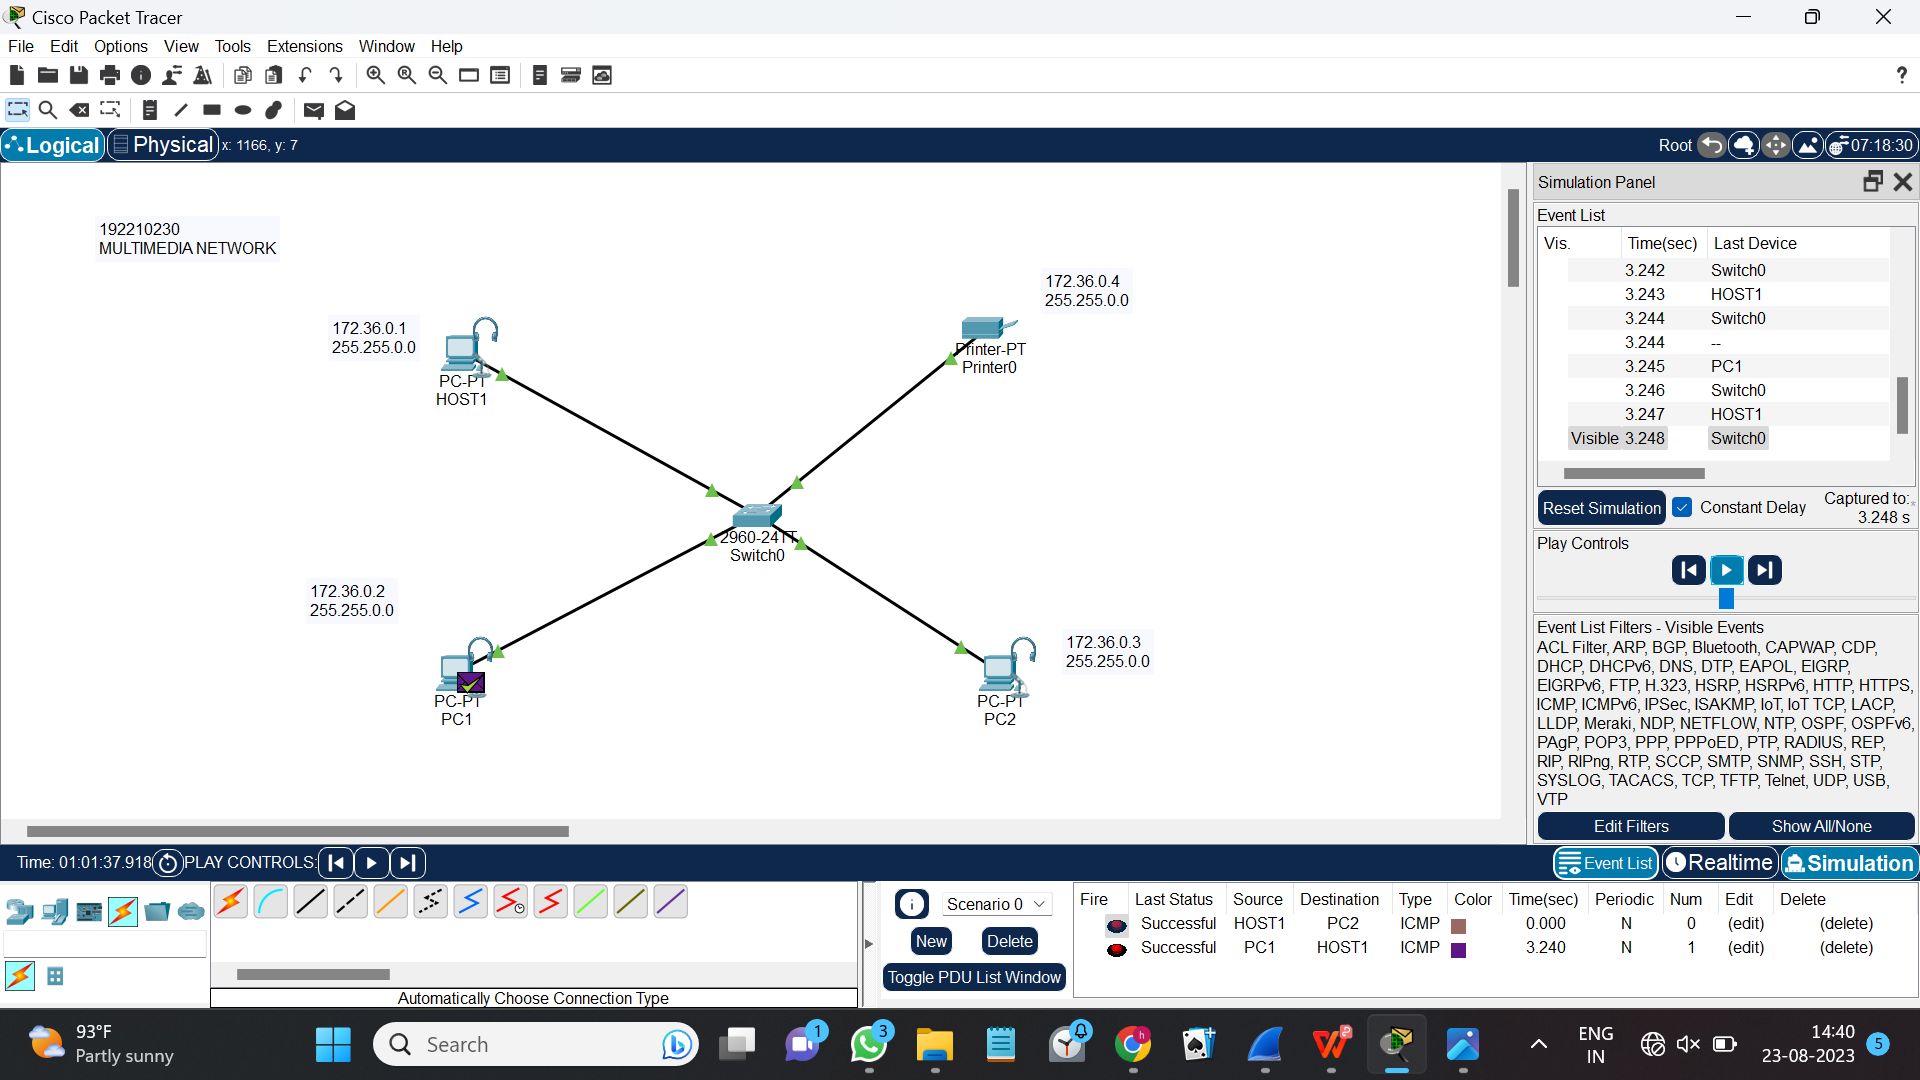 Cisco Packet Tracer
File Edit Options View Tools Extensions Window Help
?
Logical Physical x: 1166, y: 7 Root 07:18:30
192210230
MULTIMEDIA NETWORK
172.36.0.1
255.255.0.0
PC-PT
HOST1
172.36.0.4
255.255.0.0
Printer-PT
Printer0
2960-24TT
Switch0
172.36.0.2
255.255.0.0
PC-PT
PC1
172.36.0.3
255.255.0.0
PC-PT
PC2
Simulation Panel
Event List
Vis. Time(sec) Last Device
3.242 Switch0
3.243 HOST1
3.244 Switch0
3.244 --
3.245 PC1
3.246 Switch0
3.247 HOST1
Visible 3.248 Switch0
Reset Simulation Constant Delay Captured to:
3.248 s
Play Controls
Event List Filters - Visible Events
ACL Filter, ARP, BGP, Bluetooth, CAPWAP, CDP,
DHCP, DHCPv6, DNS, DTP, EAPOL, EIGRP,
EIGRPv6, FTP, H.323, HSRP, HSRPv6, HTTP, HTTPS,
ICMP, ICMPv6, IPSec, ISAKMP, IoT, IoT TCP, LACP,
LLDP, Meraki, NDP, NETFLOW, NTP, OSPF, OSPFv6,
PAgP, POP3, PPP, PPPoED, PTP, RADIUS, REP,
RIP, RIPng, RTP, SCCP, SMTP, SNMP, SSH, STP,
SYSLOG, TACACS, TCP, TFTP, Telnet, UDP, USB,
VTP
Edit Filters Show All/None
Time: 01:01:37.918 PLAY CONTROLS: Event List Realtime Simulation
Automatically Choose Connection Type
Scenario 0
New Delete
Toggle PDU List Window
Fire Last Status Source Destination Type Color Time(sec) Periodic Num Edit Delete
Successful HOST1 PC2 ICMP 0.000 N 0 (edit) (delete)
Successful PC1 HOST1 ICMP 3.240 N 1 (edit) (delete)
93°F
Partly sunny
Search
1
3
h
2
ENG
IN
14:40
23-08-2023
5